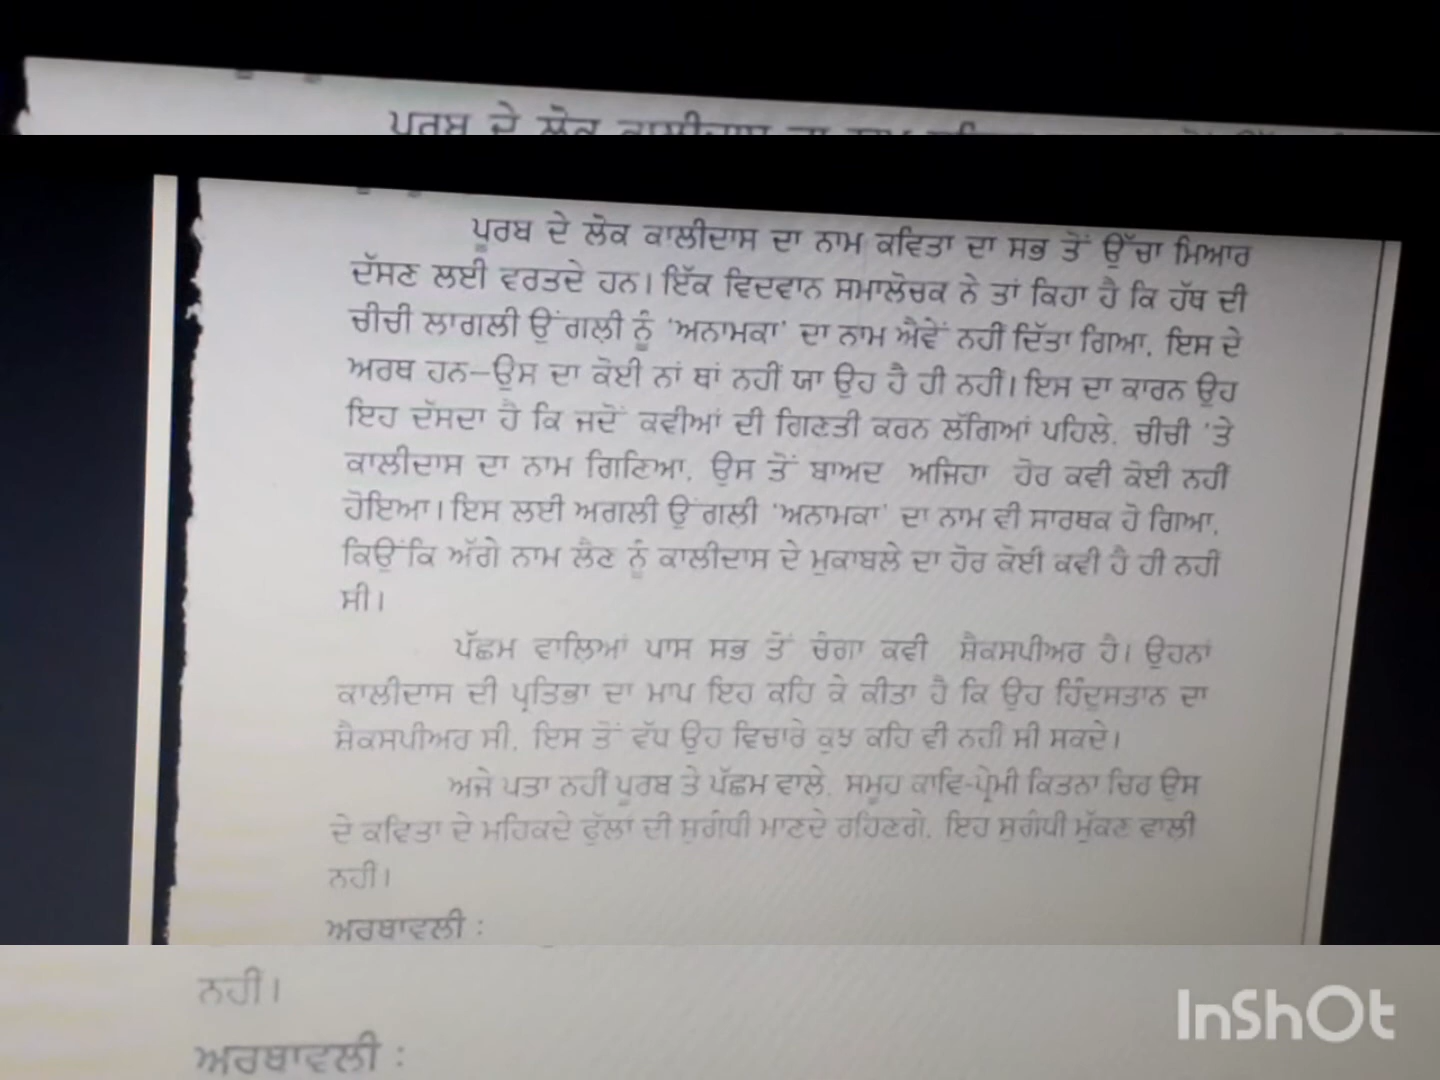 ਪੂਰਬ ਦੇ ਲੋਕ ਕਾਲੀਦਾਸ ਦਾ ਨਾਮ ਕਵਿਤਾ ਦਾ ਸਭ ਤੋਂ ਉੱਚਾ ਮਿਆਰ
ਦੱਸਣ ਲਈ ਵਰਤਦੇ ਹਨ। ਇੱਕ ਵਿਦਵਾਨ ਸਮਾਲੋਚਕ ਨੇ ਤਾਂ ਕਿਹਾ ਹੈ ਕਿ ਹੱਥ ਦੀ
ਚੀਚੀ ਲਾਗਲੀ ਉਂਗਲੀ ਨੂੰ 'ਅਨਾਮਕਾ' ਦਾ ਨਾਮ ਐਵੇਂ ਨਹੀਂ ਦਿੱਤਾ ਗਿਆ, ਇਸ ਦੇ
ਅਰਥ ਹਨ—ਉਸ ਦਾ ਕੋਈ ਨਾਂ ਥਾਂ ਨਹੀਂ ਯਾ ਉਹ ਹੈ ਹੀ ਨਹੀਂ। ਇਸ ਦਾ ਕਾਰਨ ਉਹ
ਇਹ ਦੱਸਦਾ ਹੈ ਕਿ ਜਦੋਂ ਕਵੀਆਂ ਦੀ ਗਿਣਤੀ ਕਰਨ ਲੱਗਿਆਂ ਪਹਿਲੇ, ਚੀਚੀ 'ਤੇ
ਕਾਲੀਦਾਸ ਦਾ ਨਾਮ ਗਿਣਿਆ, ਉਸ ਤੋਂ ਬਾਅਦ ਅਜਿਹਾ ਹੋਰ ਕਵੀ ਕੋਈ ਨਹੀਂ
ਹੋਇਆ। ਇਸ ਲਈ ਅਗਲੀ ਉਂਗਲੀ 'ਅਨਾਮਕਾ' ਦਾ ਨਾਮ ਵੀ ਸਾਰਥਕ ਹੋ ਗਿਆ,
ਕਿਉਂਕਿ ਅੱਗੇ ਨਾਮ ਲੈਣ ਨੂੰ ਕਾਲੀਦਾਸ ਦੇ ਮੁਕਾਬਲੇ ਦਾ ਹੋਰ ਕੋਈ ਕਵੀ ਹੈ ਹੀ ਨਹੀਂ
ਸੀ।
ਪੱਛਮ ਵਾਲਿਆਂ ਪਾਸ ਸਭ ਤੋਂ ਚੰਗਾ ਕਵੀ ਸ਼ੈਕਸਪੀਅਰ ਹੈ। ਉਹਨਾਂ
ਕਾਲੀਦਾਸ ਦੀ ਪ੍ਰਤਿਭਾ ਦਾ ਮਾਪ ਇਹ ਕਹਿ ਕੇ ਕੀਤਾ ਹੈ ਕਿ ਉਹ ਹਿੰਦੁਸਤਾਨ ਦਾ
ਸ਼ੈਕਸਪੀਅਰ ਸੀ, ਇਸ ਤੋਂ ਵੱਧ ਉਹ ਵਿਚਾਰੇ ਕੁਝ ਕਹਿ ਵੀ ਨਹੀਂ ਸੀ ਸਕਦੇ।
ਅਜੇ ਪਤਾ ਨਹੀਂ ਪੂਰਬ ਤੇ ਪੱਛਮ ਵਾਲੇ, ਸਮੂਹ ਕਾਵਿ-ਪ੍ਰੇਮੀ ਕਿਤਨਾ ਚਿਰ ਉਸ
ਦੇ ਕਵਿਤਾ ਦੇ ਮਹਿਕਦੇ ਫੁੱਲਾਂ ਦੀ ਸੁਗੰਧੀ ਮਾਣਦੇ ਰਹਿਣਗੇ, ਇਹ ਸੁਗੰਧੀ ਮੁੱਕਣ ਵਾਲੀ
ਨਹੀਂ।
ਅਰਥਾਵਲੀ :
ਨਹੀਂ।
ਅਰਥਾਵਲੀ :
InShOt